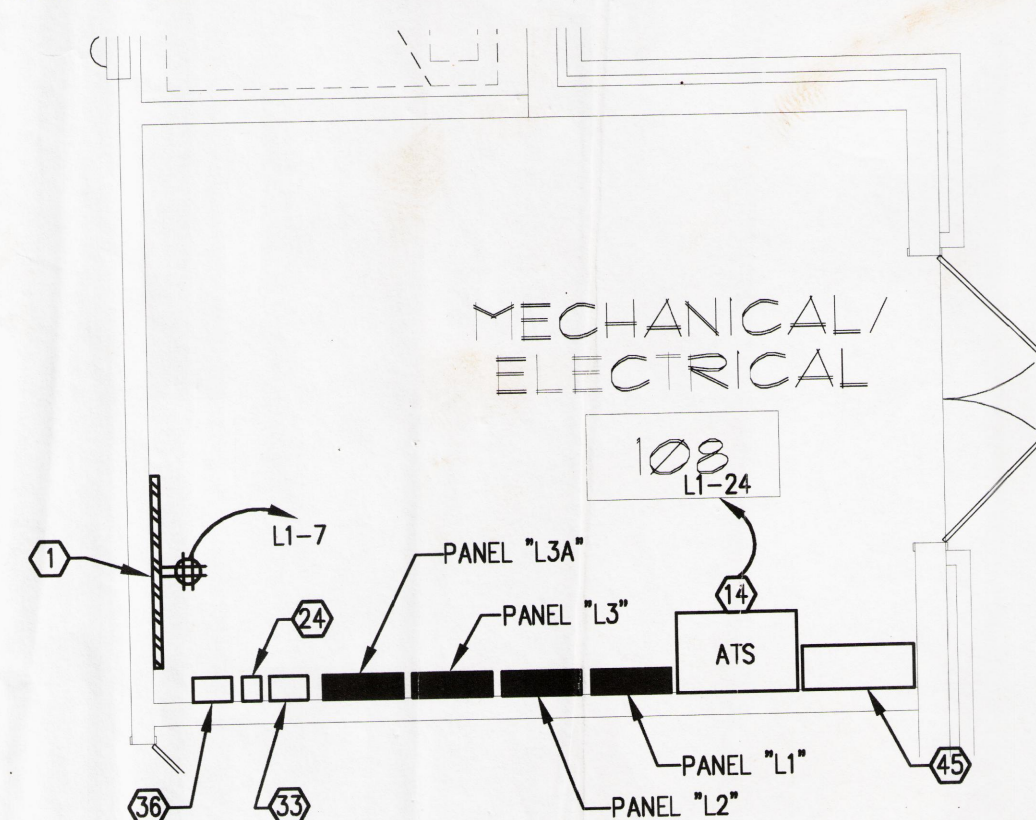 MECHANICAL/
ELECTRICAL
108
L1-24
L1-7
1
PANEL "L3A"
14
24
PANEL "L3"
ATS
PANEL "L1"
45
36
33
PANEL "L2"